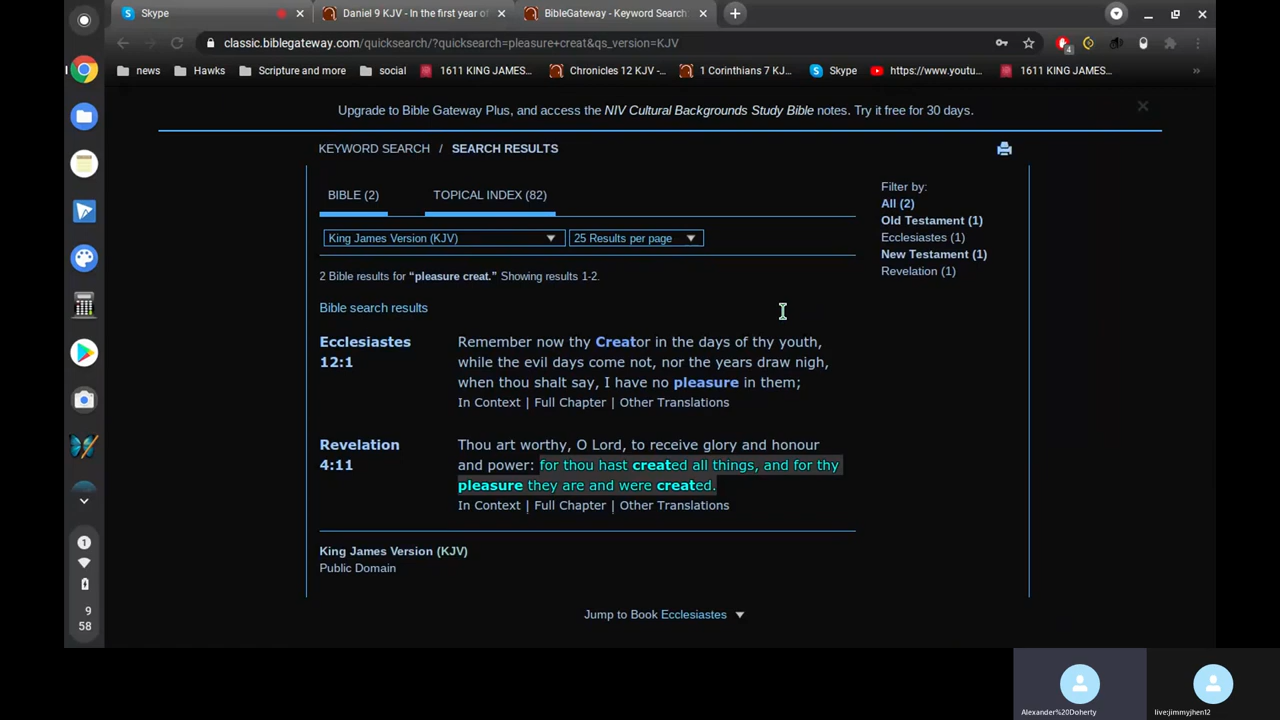 Skype
Daniel 9 KJV - In the first year of
BibleGateway - Keyword Search:
classic.biblegateway.com/quicksearch/?quicksearch=pleasure+creat&qs_version=KJV
4
news
Hawks
Scripture and more
social
1611 KING JAMES...
Chronicles 12 KJV -...
1 Corinthians 7 KJ...
Skype
https://www.youtu...
1611 KING JAMES...
»
Upgrade to Bible Gateway Plus, and access the NIV Cultural Backgrounds Study Bible notes. Try it free for 30 days.
KEYWORD SEARCH / SEARCH RESULTS
BIBLE (2)
TOPICAL INDEX (82)
King James Version (KJV)
25 Results per page
2 Bible results for “pleasure creat.” Showing results 1-2.
Bible search results
Ecclesiastes
12:1
Remember now thy Creator in the days of thy youth,
while the evil days come not, nor the years draw nigh,
when thou shalt say, I have no pleasure in them;
In Context | Full Chapter | Other Translations
Revelation
4:11
Thou art worthy, O Lord, to receive glory and honour
and power: for thou hast created all things, and for thy
pleasure they are and were created.
In Context | Full Chapter | Other Translations
King James Version (KJV)
Public Domain
Jump to Book Ecclesiastes
Filter by:
All (2)
Old Testament (1)
Ecclesiastes (1)
New Testament (1)
Revelation (1)
1
9
58
Alexander%20Doherty
live:jimmyjhen12